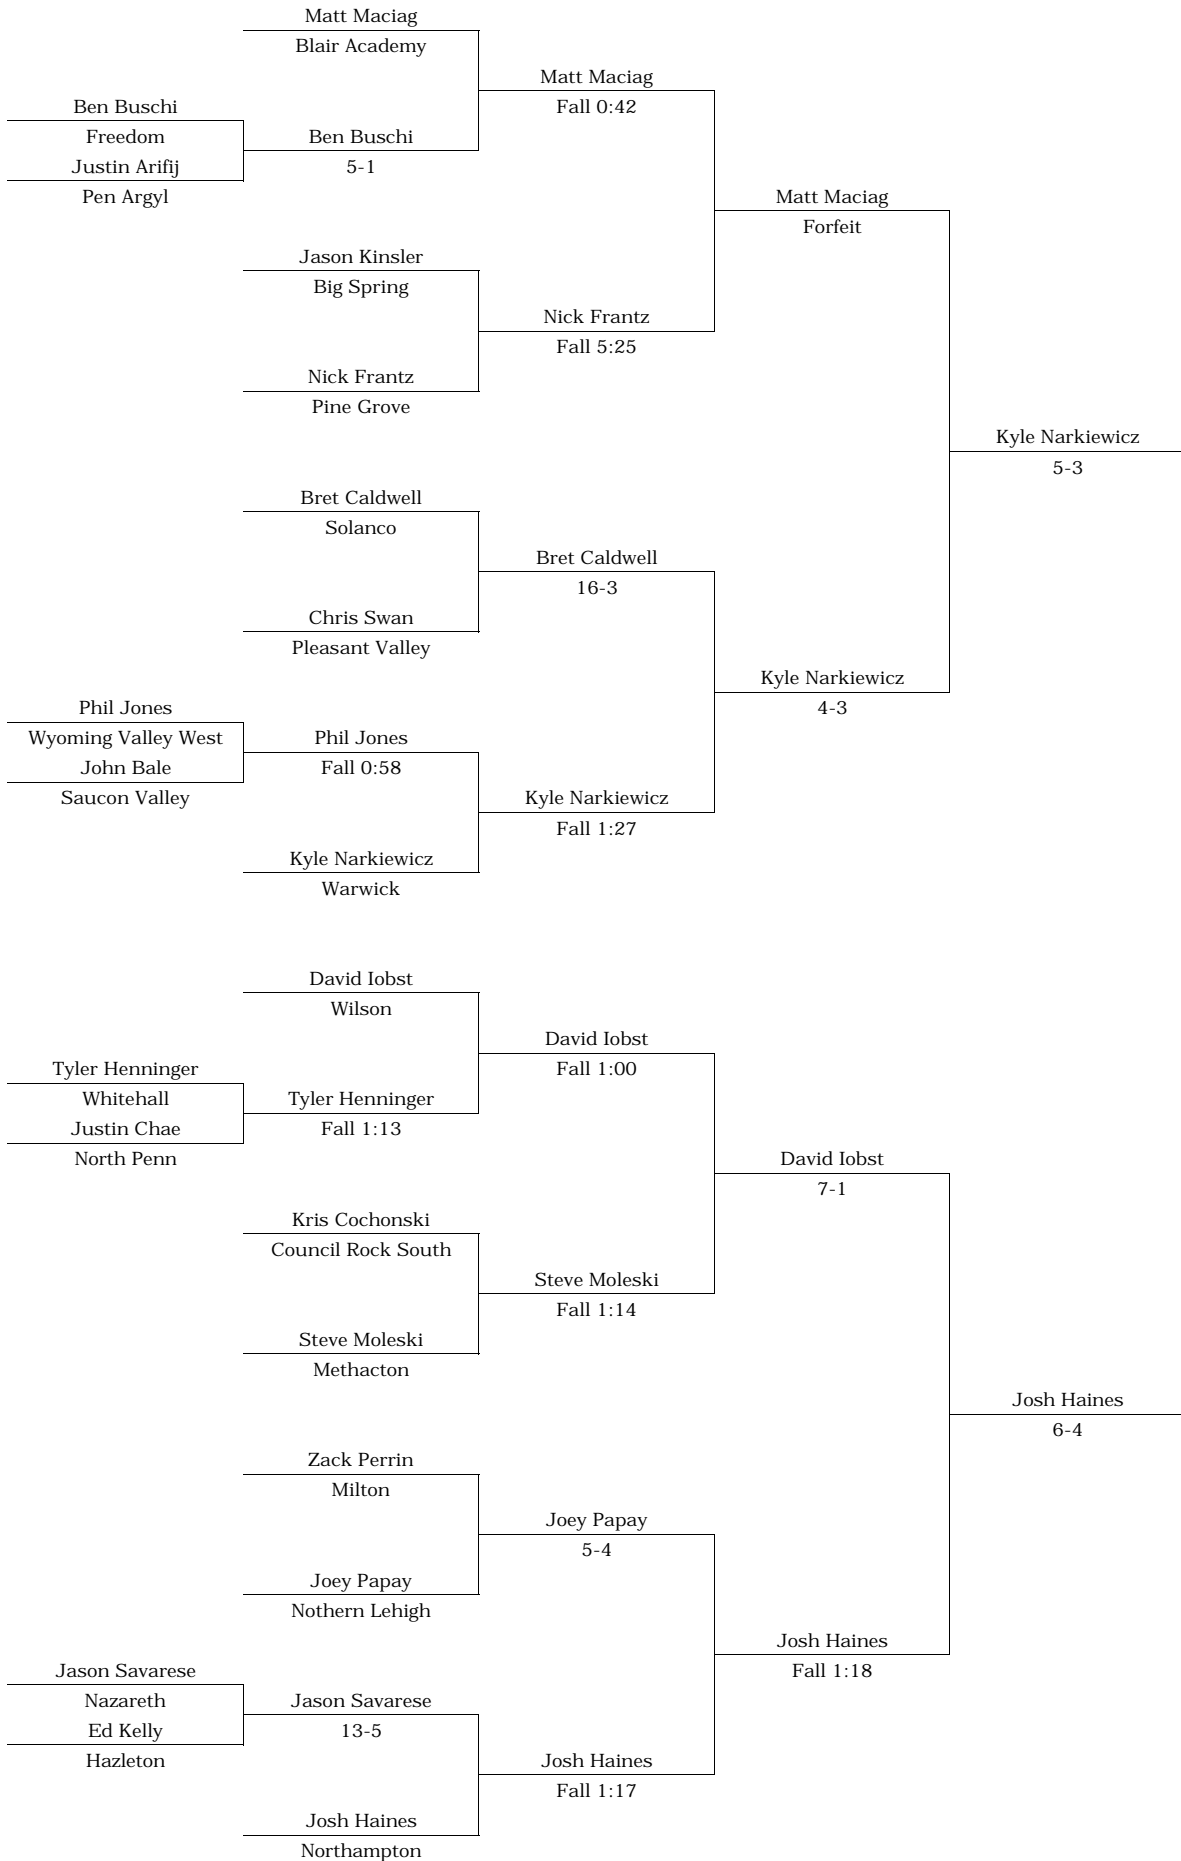 Matt Maciag
Blair Academy
Matt Maciag
Fall 0:42
Ben Buschi
Freedom
Ben Buschi
Justin Arifij
5-1
Pen Argyl
Matt Maciag
Forfeit
Jason Kinsler
Big Spring
Nick Frantz
Fall 5:25
Nick Frantz
Pine Grove
Kyle Narkiewicz
5-3
Bret Caldwell
Solanco
Bret Caldwell
16-3
Chris Swan
Pleasant Valley
Kyle Narkiewicz
4-3
Phil Jones
Wyoming Valley West
Phil Jones
John Bale
Fall 0:58
Saucon Valley
Kyle Narkiewicz
Fall 1:27
Kyle Narkiewicz
Warwick
David Iobst
Wilson
David Iobst
Fall 1:00
Tyler Henninger
Whitehall
Tyler Henninger
Justin Chae
Fall 1:13
North Penn
David Iobst
7-1
Kris Cochonski
Council Rock South
Steve Moleski
Fall 1:14
Steve Moleski
Methacton
Josh Haines
6-4
Zack Perrin
Milton
Joey Papay
5-4
Joey Papay
Nothern Lehigh
Josh Haines
Fall 1:18
Jason Savarese
Nazareth
Jason Savarese
Ed Kelly
13-5
Hazleton
Josh Haines
Fall 1:17
Josh Haines
Northampton